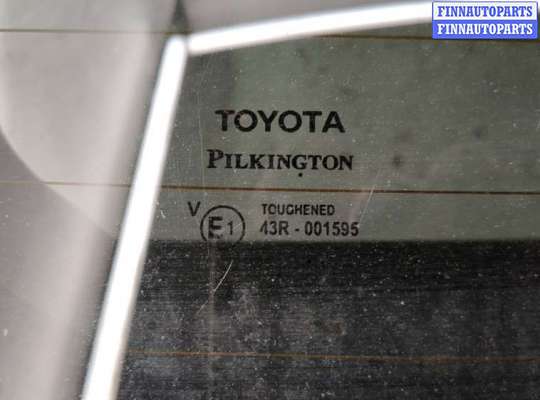 FINNAUTOPARTS
FINNAUTOPARTS
TOYOTA
PILKINGTON
V
E1
TOUGHENED
43R - 001595